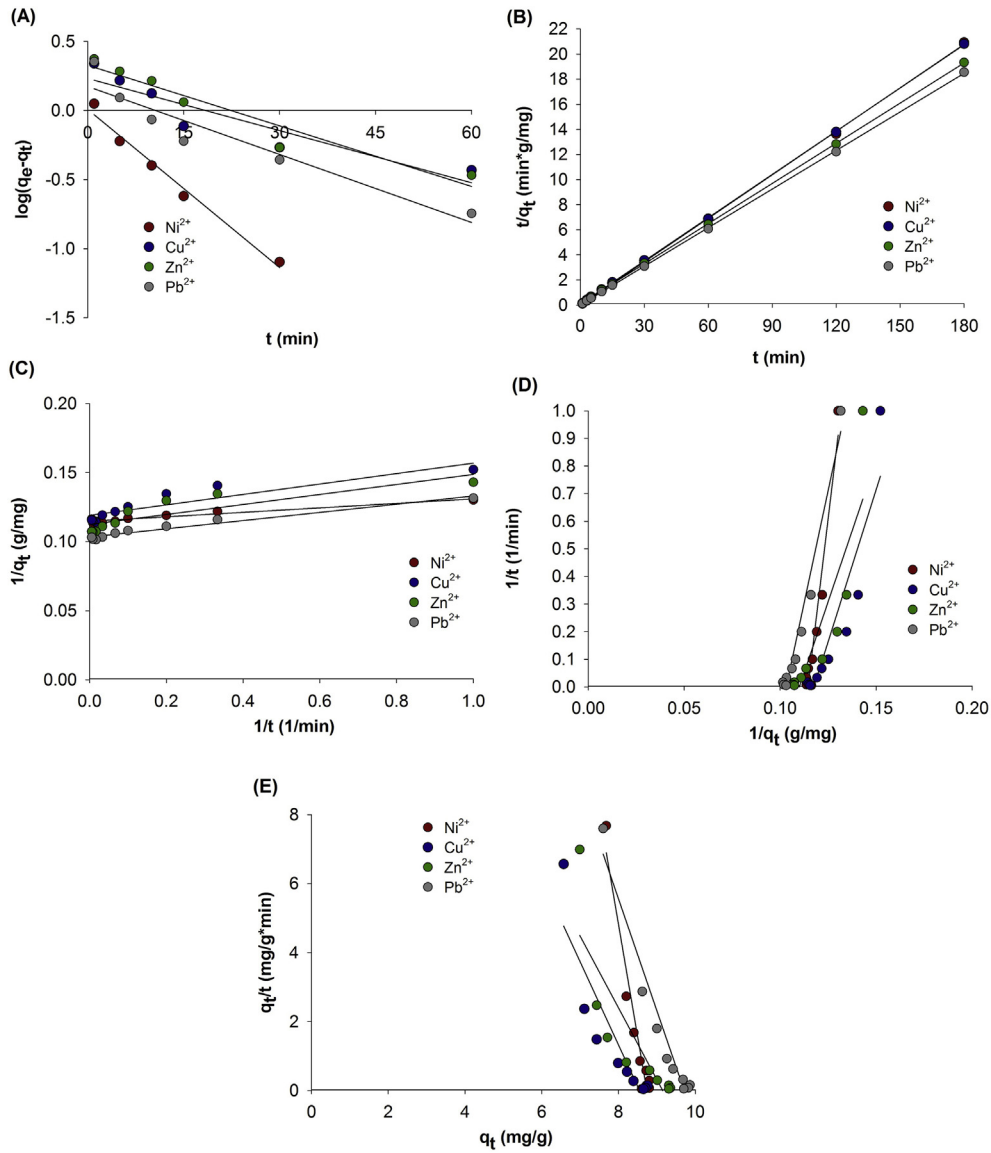 (A)
0.5
0.0
-0.5
-1.0
-1.5
0 15 30 45 60
log(qe-qt)
t (min)
Ni2+
Cu2+
Zn2+
Pb2+
(B)
22
20
18
16
14
12
10
8
6
4
2
0
0 30 60 90 120 150 180
t/qt (min*g/mg)
t (min)
Ni2+
Cu2+
Zn2+
Pb2+
(C)
0.20
0.15
0.10
0.05
0.00
0.0 0.2 0.4 0.6 0.8 1.0
1/qt (g/mg)
1/t (1/min)
Ni2+
Cu2+
Zn2+
Pb2+
(D)
1.0
0.9
0.8
0.7
0.6
0.5
0.4
0.3
0.2
0.1
0.0
0.00 0.05 0.10 0.15 0.20
1/t (1/min)
1/qt (g/mg)
Ni2+
Cu2+
Zn2+
Pb2+
(E)
8
6
4
2
0
0 2 4 6 8 10
qt/t (mg/g*min)
qt (mg/g)
Ni2+
Cu2+
Zn2+
Pb2+